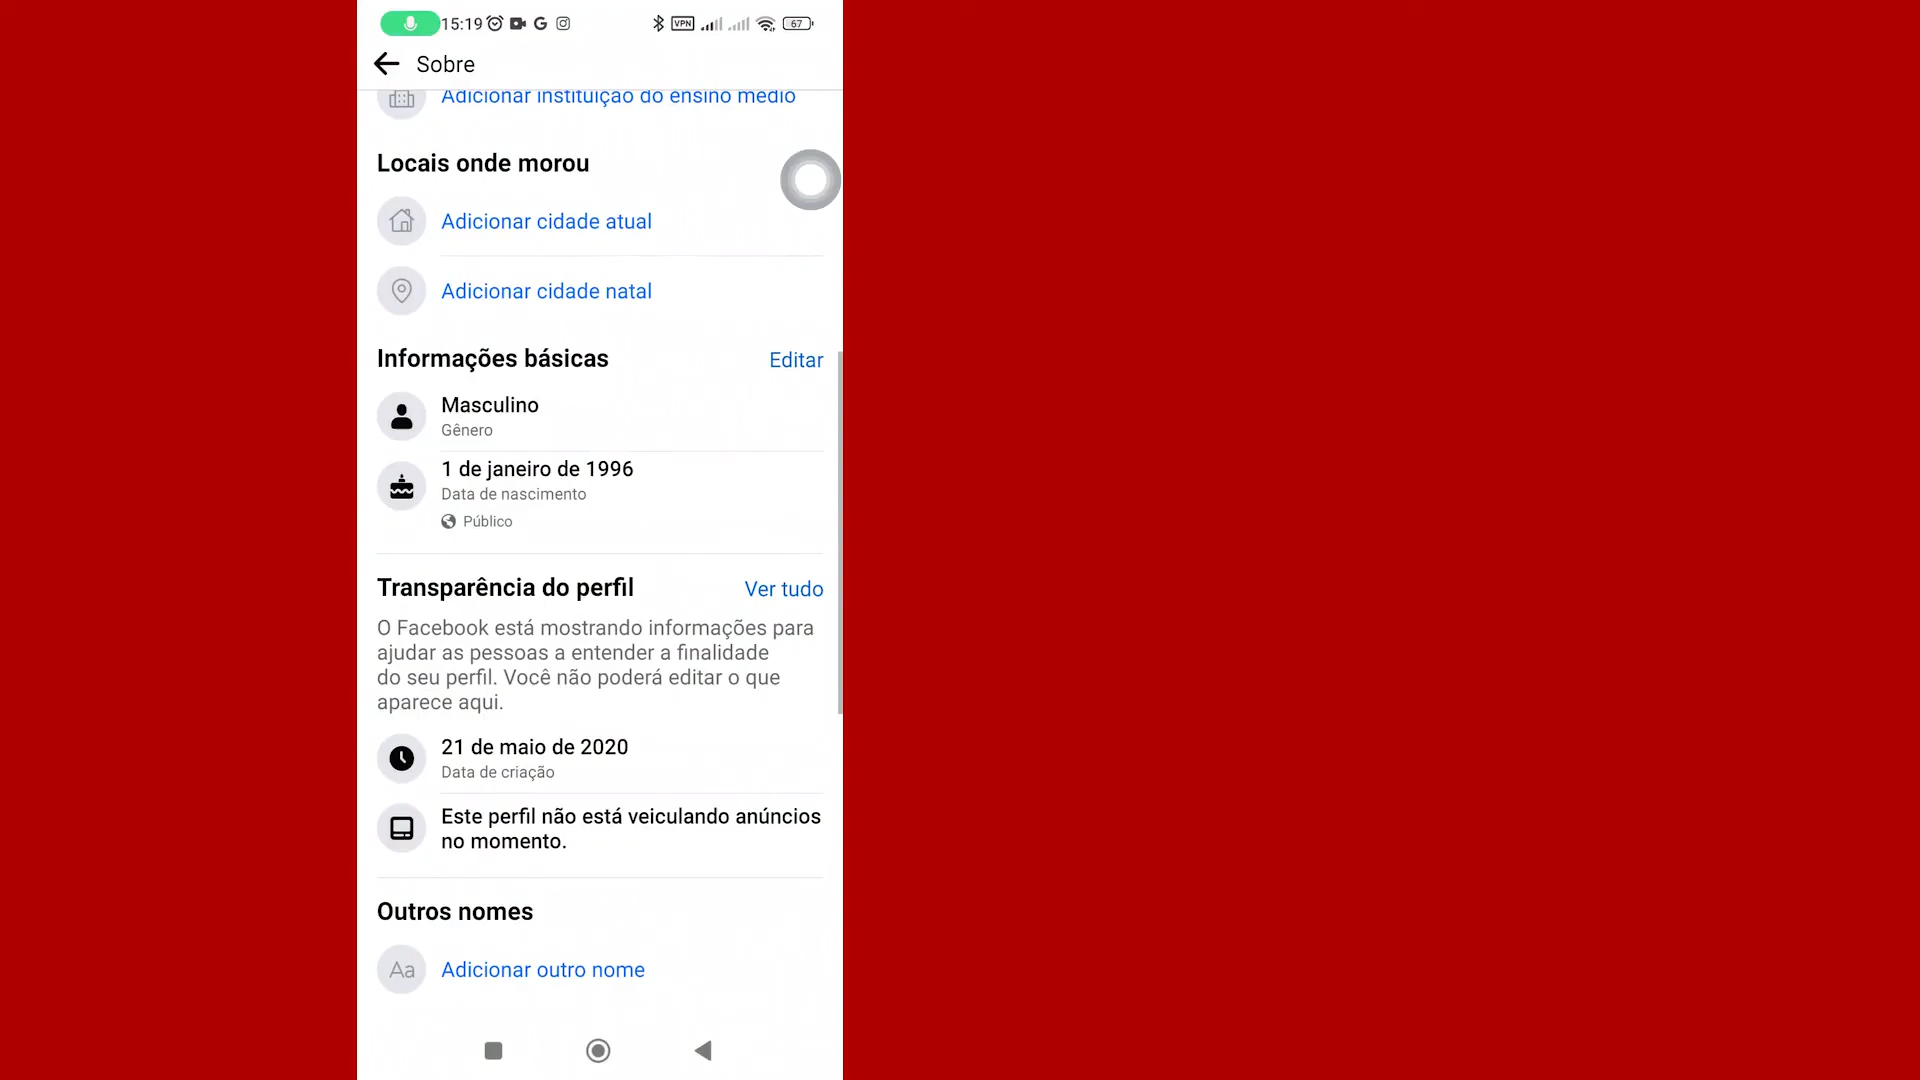 15:19 G VPN 67
Sobre
Adicionar instituição do ensino médio
Locais onde morou
Adicionar cidade atual
Adicionar cidade natal
Informações básicas Editar
Masculino
Gênero
1 de janeiro de 1996
Data de nascimento
Público
Transparência do perfil Ver tudo
O Facebook está mostrando informações para
ajudar as pessoas a entender a finalidade
do seu perfil. Você não poderá editar o que
aparece aqui.
21 de maio de 2020
Data de criação
Este perfil não está veiculando anúncios
no momento.
Outros nomes
Aa Adicionar outro nome